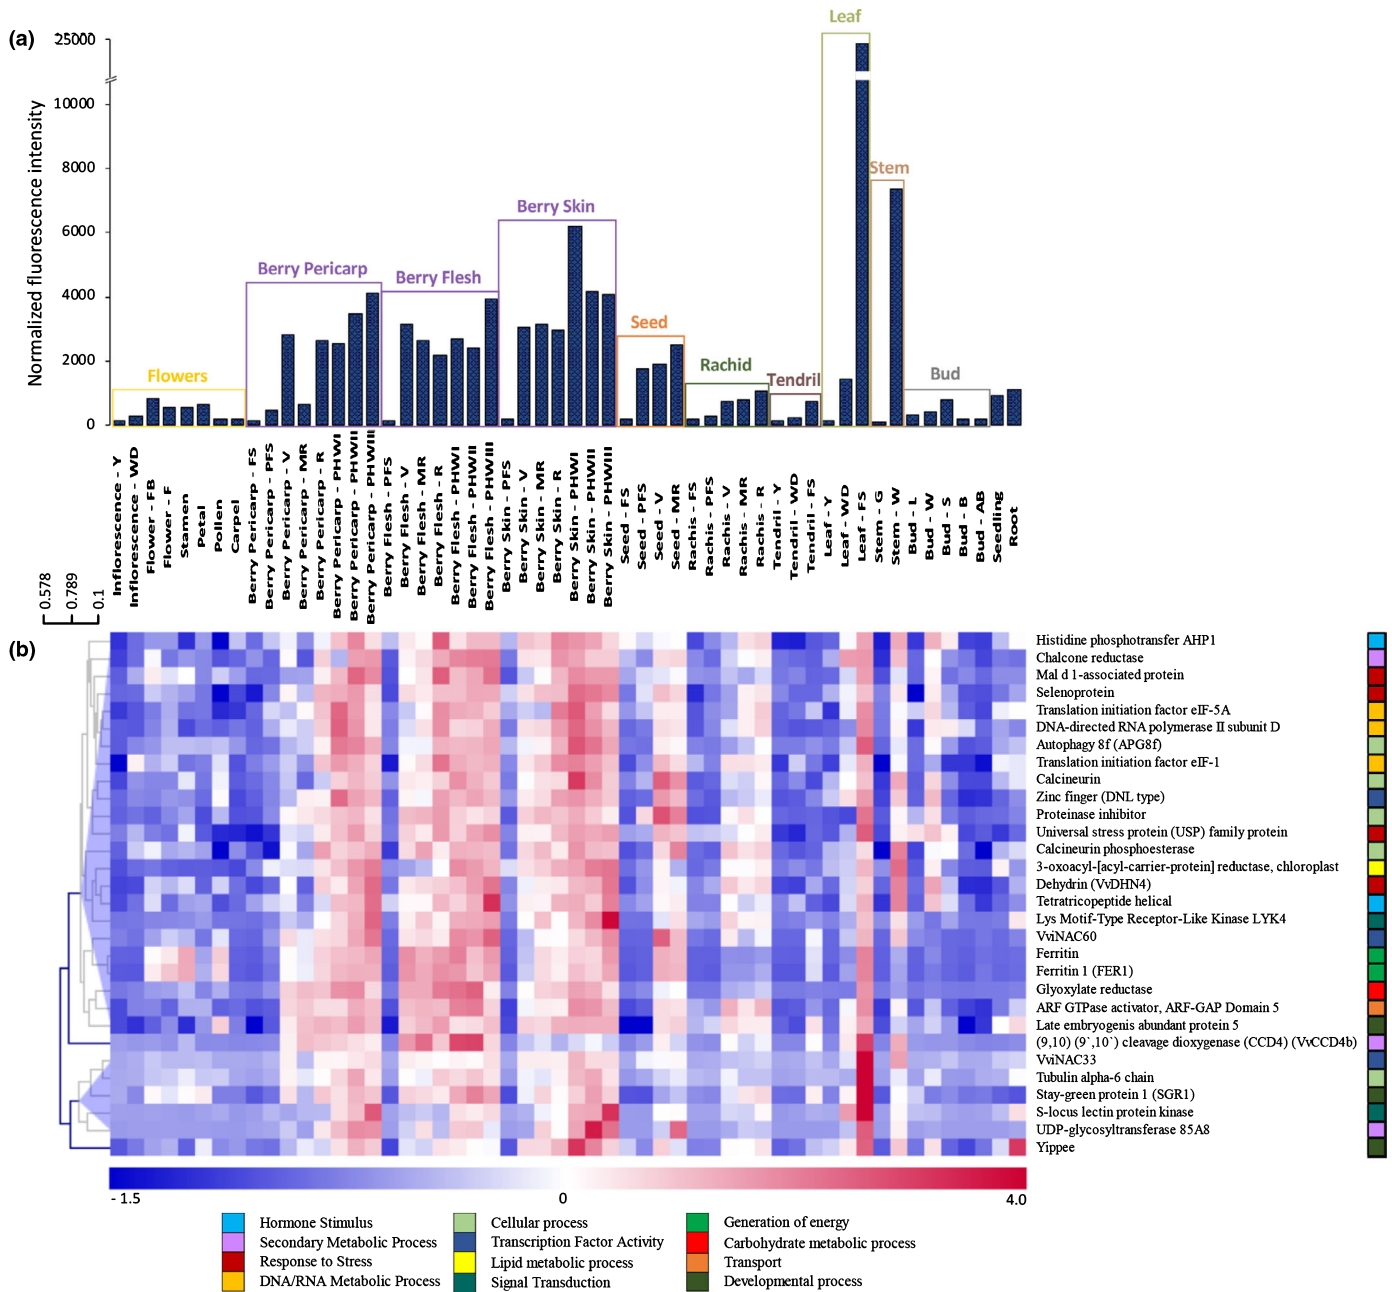 (a)
Normalized fluorescence intensity
25000
10000
8000
6000
4000
2000
0
Flowers
Berry Pericarp
Berry Flesh
Berry Skin
Seed
Rachid
Tendril
Leaf
Stem
Bud
Inflorescence - Y
Inflorescence - WD
Flower - FB
Flower - F
Stamen
Petal
Pollen
Carpel
Berry Pericarp - FS
Berry Pericarp - PFS
Berry Pericarp - V
Berry Pericarp - MR
Berry Pericarp - R
Berry Pericarp - PHWI
Berry Pericarp - PHWII
Berry Pericarp - PHWIII
Berry Flesh - PFS
Berry Flesh - V
Berry Flesh - MR
Berry Flesh - R
Berry Flesh - PHWI
Berry Flesh - PHWII
Berry Flesh - PHWIII
Berry Skin - PFS
Berry Skin - V
Berry Skin - MR
Berry Skin - R
Berry Skin - PHWI
Berry Skin - PHWII
Berry Skin - PHWIII
Seed - FS
Seed - PFS
Seed - V
Seed - MR
Rachis - FS
Rachis - PFS
Rachis - V
Rachis - MR
Rachis - R
Tendril - Y
Tendril - WD
Tendril - FS
Leaf - Y
Leaf - WD
Leaf - FS
Stem - G
Stem - W
Bud - L
Bud - W
Bud - S
Bud - B
Bud - AB
Seedling
Root
0.578
0.789
0.1
(b)
Histidine phosphotransfer AHP1
Chalcone reductase
Mal d 1-associated protein
Selenoprotein
Translation initiation factor eIF-5A
DNA-directed RNA polymerase II subunit D
Autophagy 8f (APG8f)
Translation initiation factor eIF-1
Calcineurin
Zinc finger (DNL type)
Proteinase inhibitor
Universal stress protein (USP) family protein
Calcineurin phosphoesterase
3-oxoacyl-[acyl-carrier-protein] reductase, chloroplast
Dehydrin (VvDHN4)
Tetratricopeptide helical
Lys Motif-Type Receptor-Like Kinase LYK4
VviNAC60
Ferritin
Ferritin 1 (FER1)
Glyoxylate reductase
ARF GTPase activator, ARF-GAP Domain 5
Late embryogenis abundant protein 5
(9,10) (9`,10`) cleavage dioxygenase (CCD4) (VvCCD4b)
VviNAC33
Tubulin alpha-6 chain
Stay-green protein 1 (SGR1)
S-locus lectin protein kinase
UDP-glycosyltransferase 85A8
Yippee
- 1.5
0
4.0
Hormone Stimulus
Secondary Metabolic Process
Response to Stress
DNA/RNA Metabolic Process
Cellular process
Transcription Factor Activity
Lipid metabolic process
Signal Transduction
Generation of energy
Carbohydrate metabolic process
Transport
Developmental process